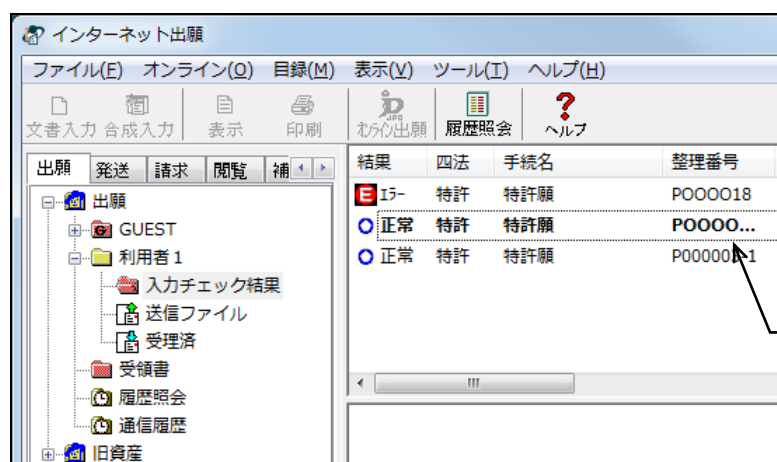 インターネット出願
ファイル(F) オンライン(O) 目録(M) 表示(V) ツール(T) ヘルプ(H)
文書入力 合成入力 表示 印刷 オンライン出願 履歴照会 ヘルプ
出願 発送 請求 閲覧 補
結果 四法 手続名 整理番号
E エラー 特許 特許願 POOOO18
正常 特許 特許願 POOOO...
正常 特許 特許願
出願
GUEST
利用者1
入力チェック結果
送信ファイル
受理済
受領書
履歴照会
通信履歴
旧資産